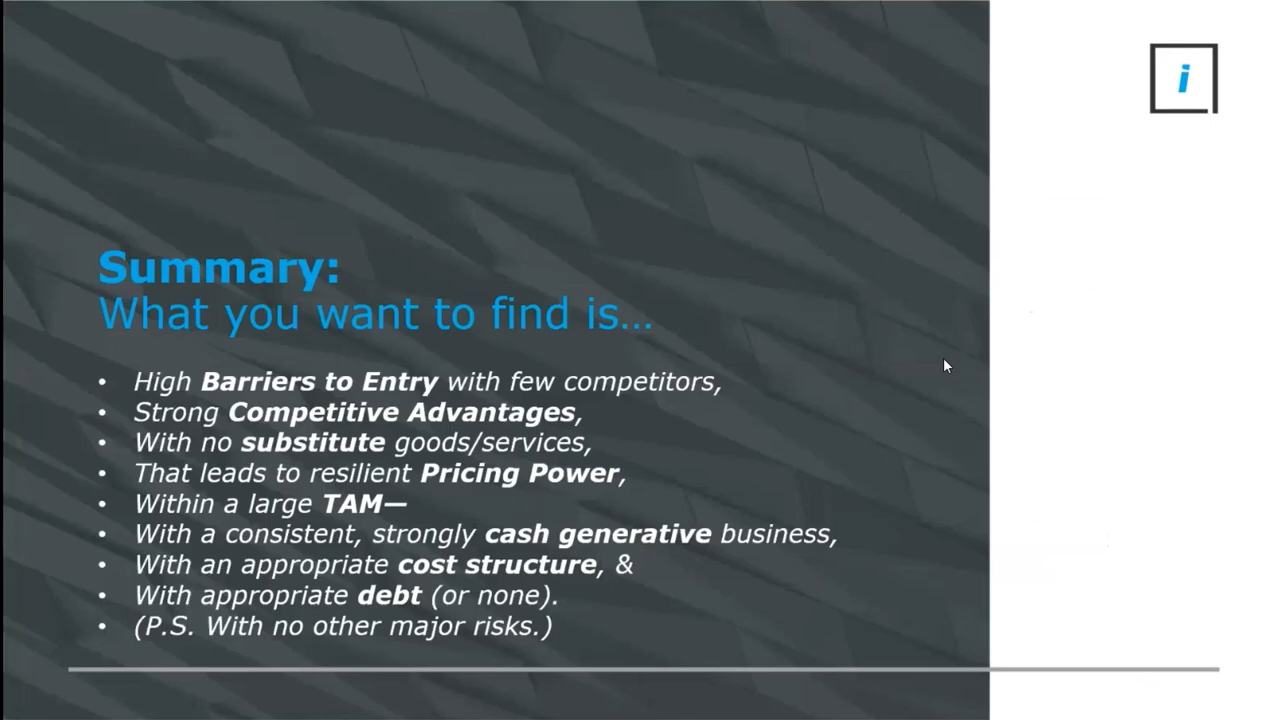 i
Summary:
What you want to find is…
• High Barriers to Entry with few competitors,
• Strong Competitive Advantages,
• With no substitute goods/services,
• That leads to resilient Pricing Power,
• Within a large TAM—
• With a consistent, strongly cash generative business,
• With an appropriate cost structure, &
• With appropriate debt (or none).
• (P.S. With no other major risks.)